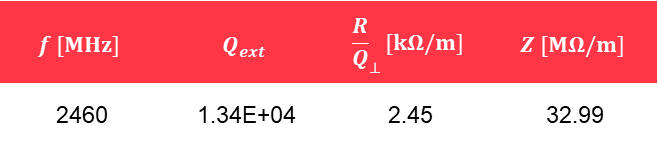 f [MHz] Q_ext R/Q_⊥ [kΩ/m] Z [MΩ/m]
2460 1.34E+04 2.45 32.99